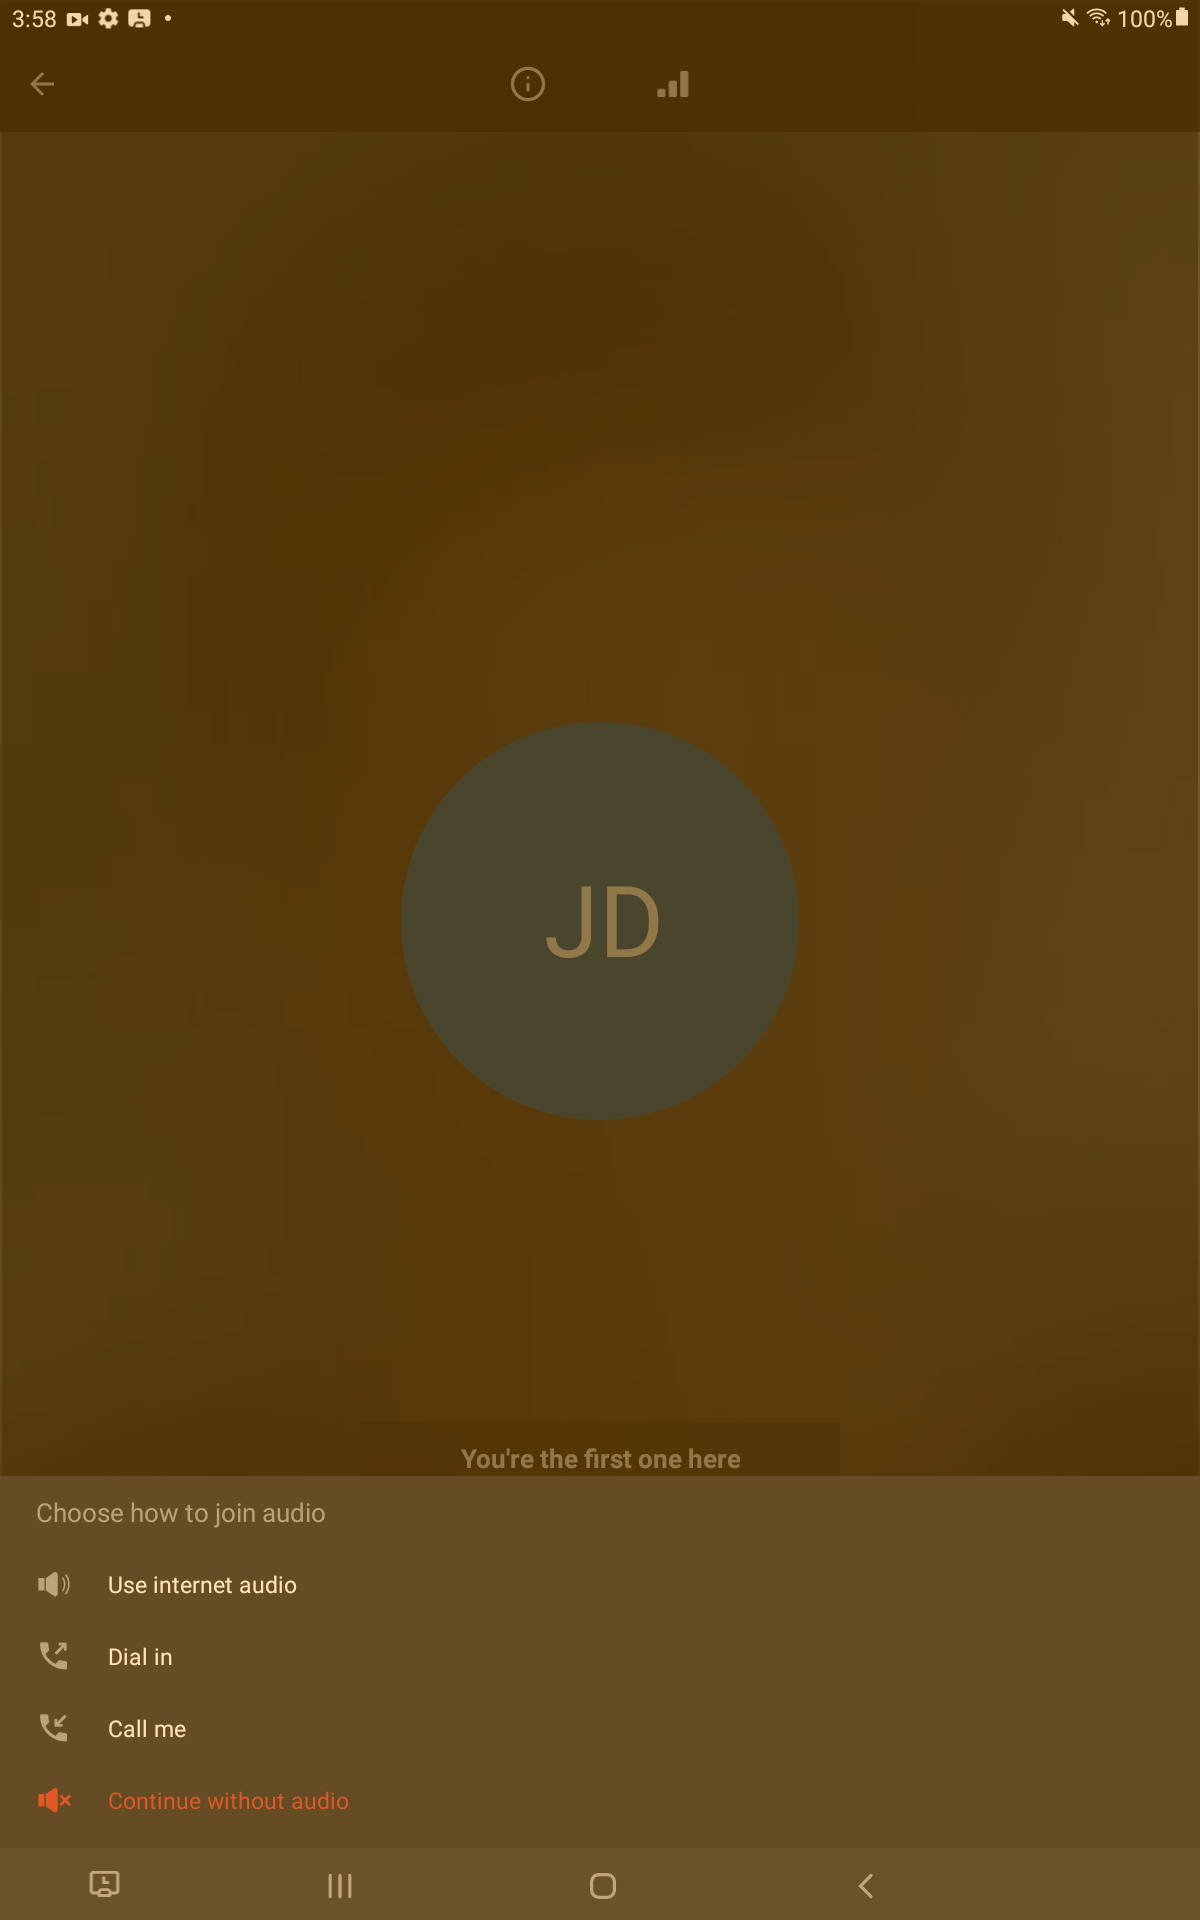 3:58
100%
JD
You're the first one here
Choose how to join audio
Use internet audio
Dial in
Call me
Continue without audio